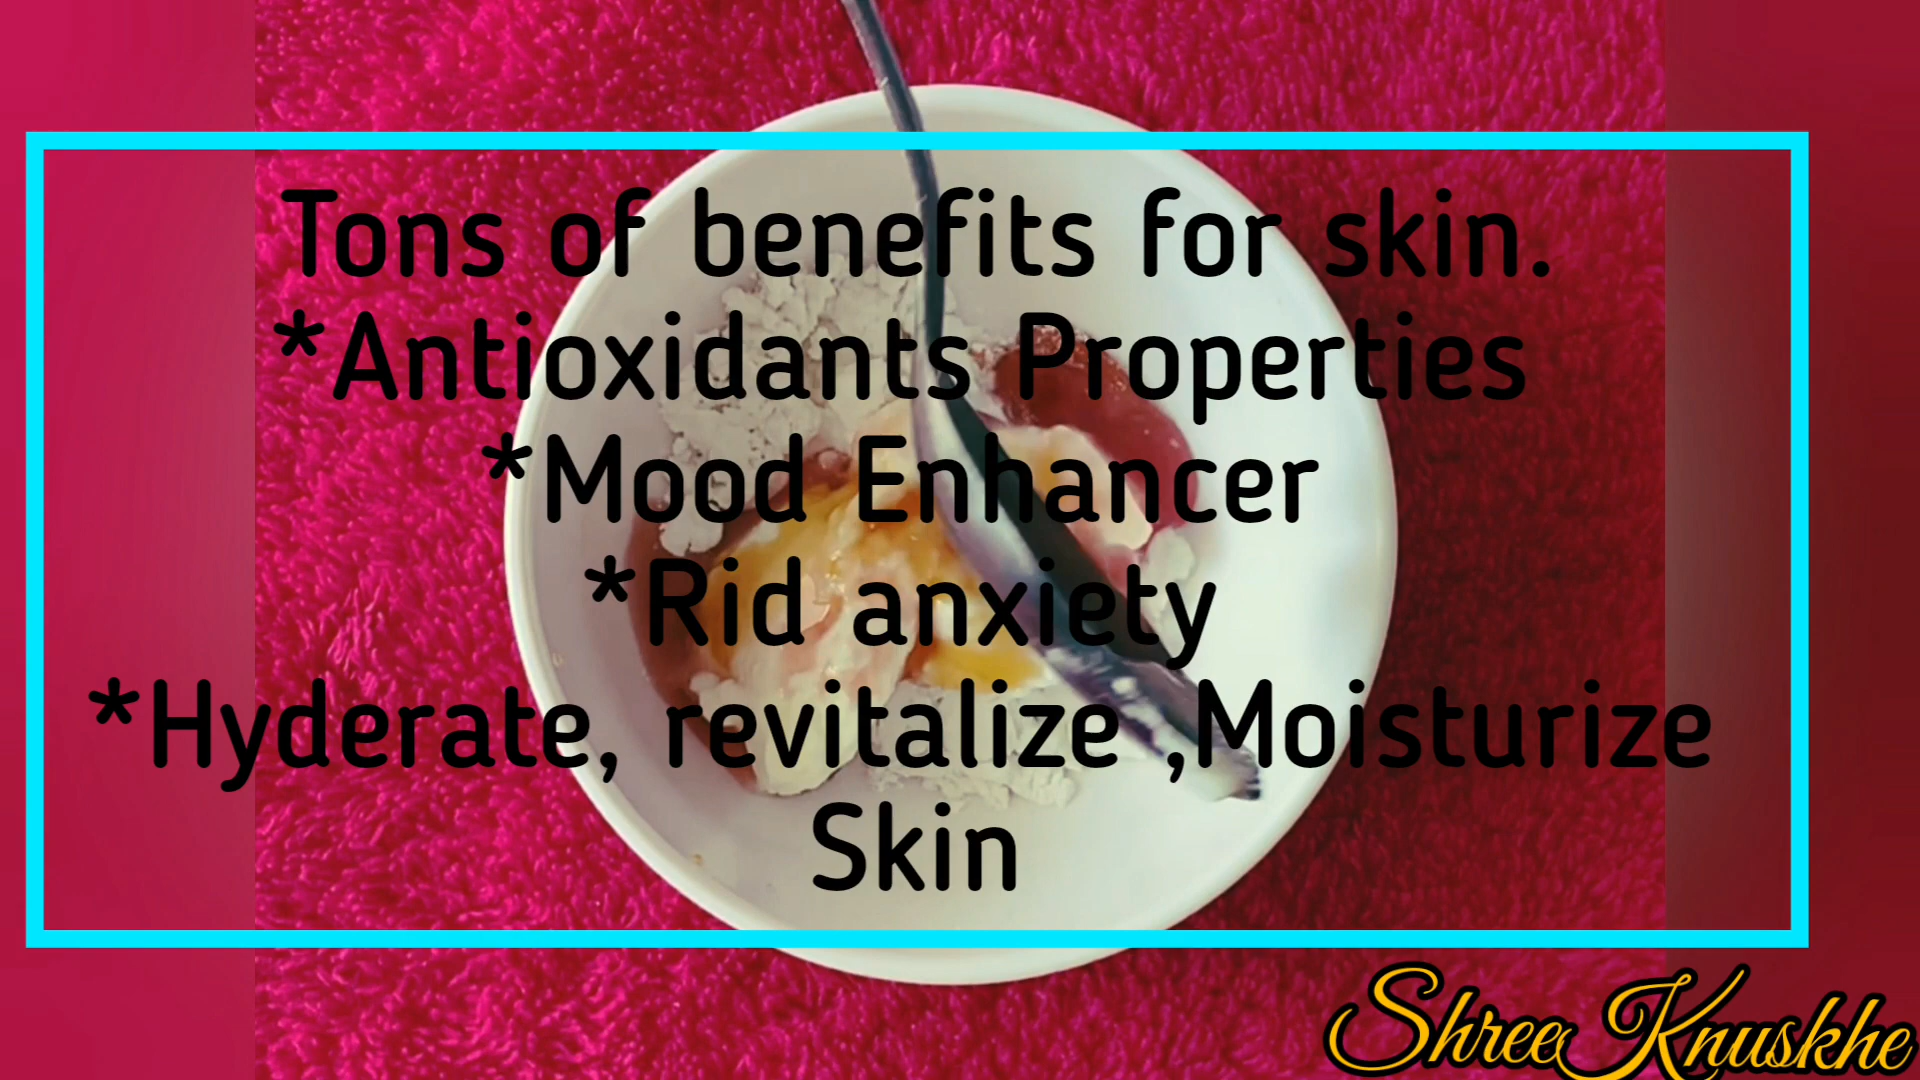 Tons of benefits for skin.
*Antioxidants Properties
*Mood Enhancer
*Rid anxiety
*Hyderate, revitalize ,Moisturize
Skin
Shree Knuskhe